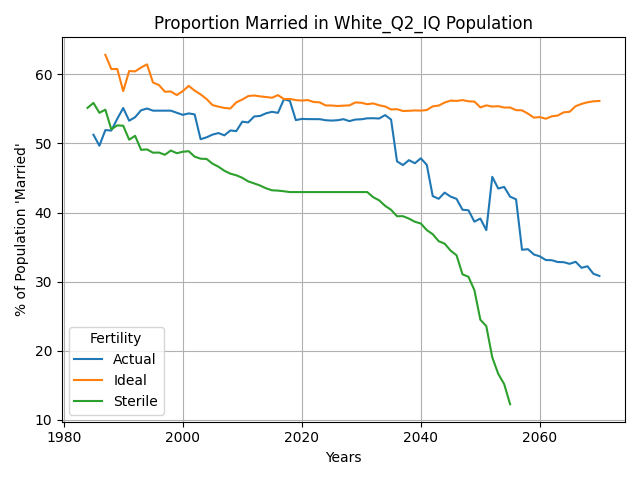 Proportion Married in White_Q2_IQ Population
% of Population 'Married'
60
50
40
30
20
10
Fertility
Actual
Ideal
Sterile
1980
2000
2020
2040
2060
Years